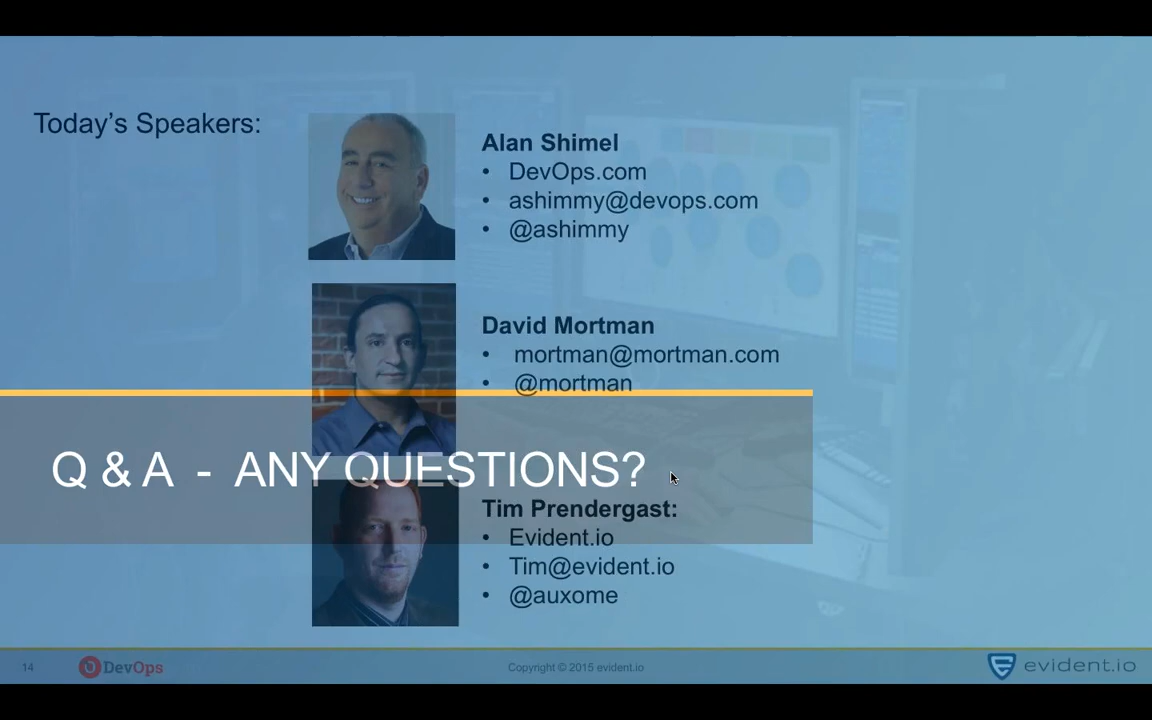 Today's Speakers:
Alan Shimel
• DevOps.com
• ashimmy@devops.com
• @ashimmy
David Mortman
• mortman@mortman.com
• @mortman
Q & A - ANY QUESTIONS?
Tim Prendergast:
• Evident.io
• Tim@evident.io
• @auxome
14
DevOps
Copyright © 2015 evident.io
evident.io